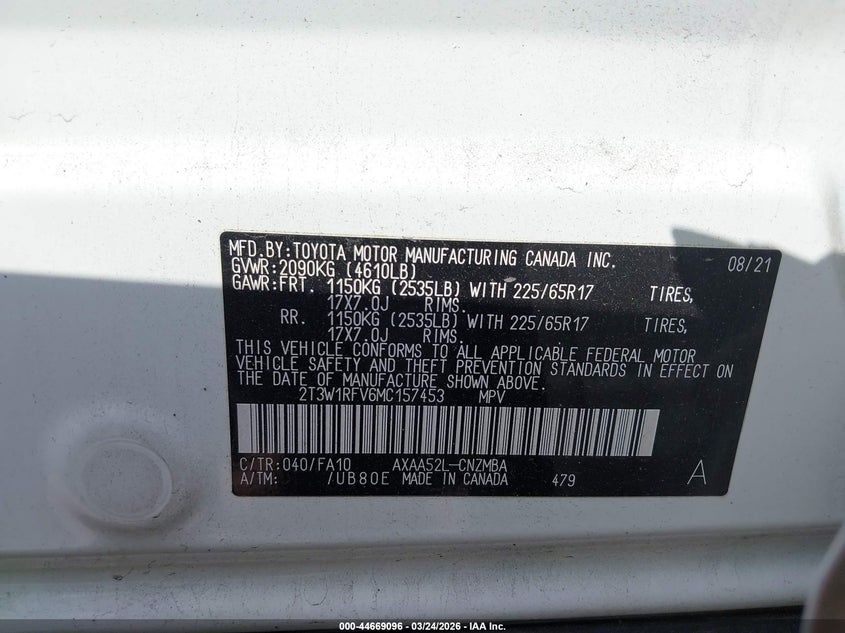 MFD.BY:TOYOTA MOTOR MANUFACTURING CANADA INC. 08/21
GVWR:2090KG (4610LB)
GAWR:FRT. 1150KG (2535LB) WITH 225/65R17 TIRES,
17X7.0J RIMS.
RR. 1150KG (2535LB) WITH 225/65R17 TIRES,
17X7.0J RIMS.
THIS VEHICLE CONFORMS TO ALL APPLICABLE FEDERAL MOTOR
VEHICLE SAFETY AND THEFT PREVENTION STANDARDS IN EFFECT ON
THE DATE OF MANUFACTURE SHOWN ABOVE.
2T3W1RFV6MC157453 MPV
C/TR:040/FA10 AXAA52L-CNZMBA
A/TM: /UB80E MADE IN CANADA 479 A
000-44669096 - 03/24/2026 - IAA Inc.